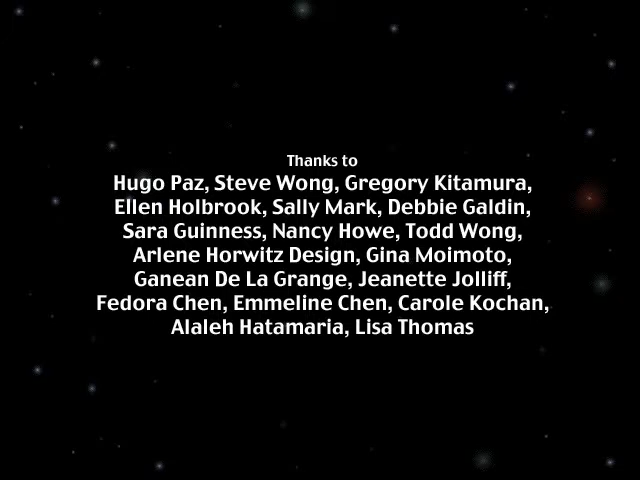 Thanks to
Hugo Paz, Steve Wong, Gregory Kitamura,
Ellen Holbrook, Sally Mark, Debbie Galdin,
Sara Guinness, Nancy Howe, Todd Wong,
Arlene Horwitz Design, Gina Moimoto,
Ganean De La Grange, Jeanette Jolliff,
Fedora Chen, Emmeline Chen, Carole Kochan,
Alaleh Hatamaria, Lisa Thomas